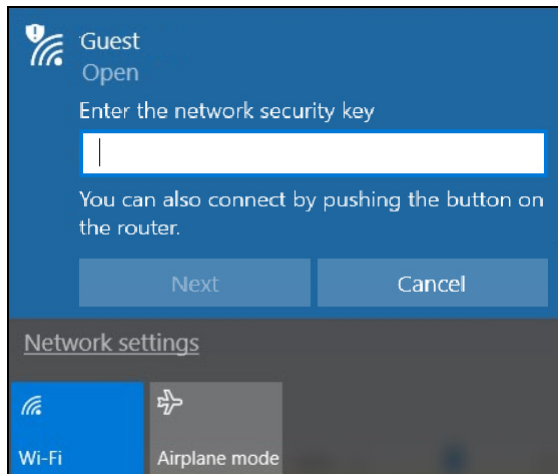 Guest
Open
Enter the network security key
You can also connect by pushing the button on
the router.
Next
Cancel
Network settings
Wi-Fi
Airplane mode